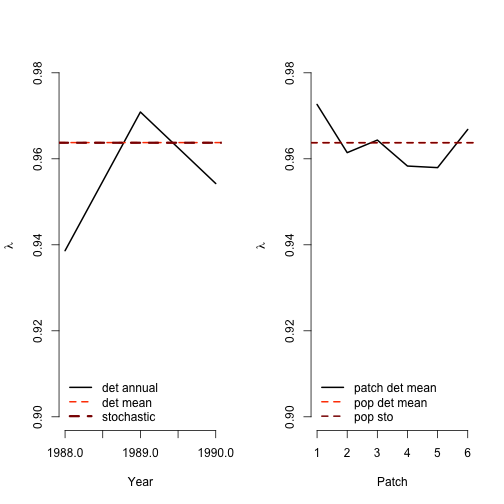 0.98
0.96
0.94
0.92
0.90
λ
det annual
det mean
stochastic
1988.0 1989.0 1990.0
Year
0.98
0.96
0.94
0.92
0.90
λ
patch det mean
pop det mean
pop sto
1 2 3 4 5 6
Patch